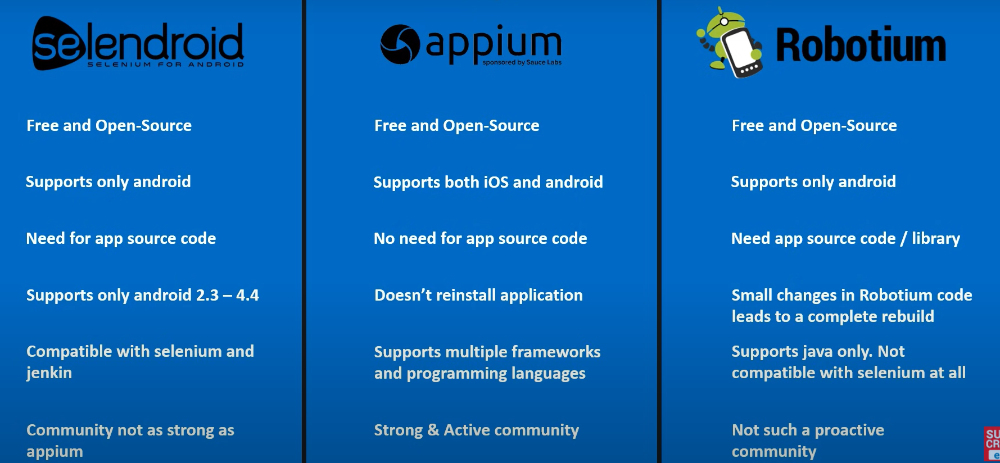 selendroid
SELENIUM FOR ANDROID
Free and Open-Source
Supports only android
Need for app source code
Supports only android 2.3 – 4.4
Compatible with selenium and
jenkin
Community not as strong as
appium
appium
sponsored by Sauce Labs
Free and Open-Source
Supports both iOS and android
No need for app source code
Doesn’t reinstall application
Supports multiple frameworks
and programming languages
Strong & Active community
Robotium
Free and Open-Source
Supports only android
Need app source code / library
Small changes in Robotium code
leads to a complete rebuild
Supports java only. Not
compatible with selenium at all
Not such a proactive
community
SU
CR
e